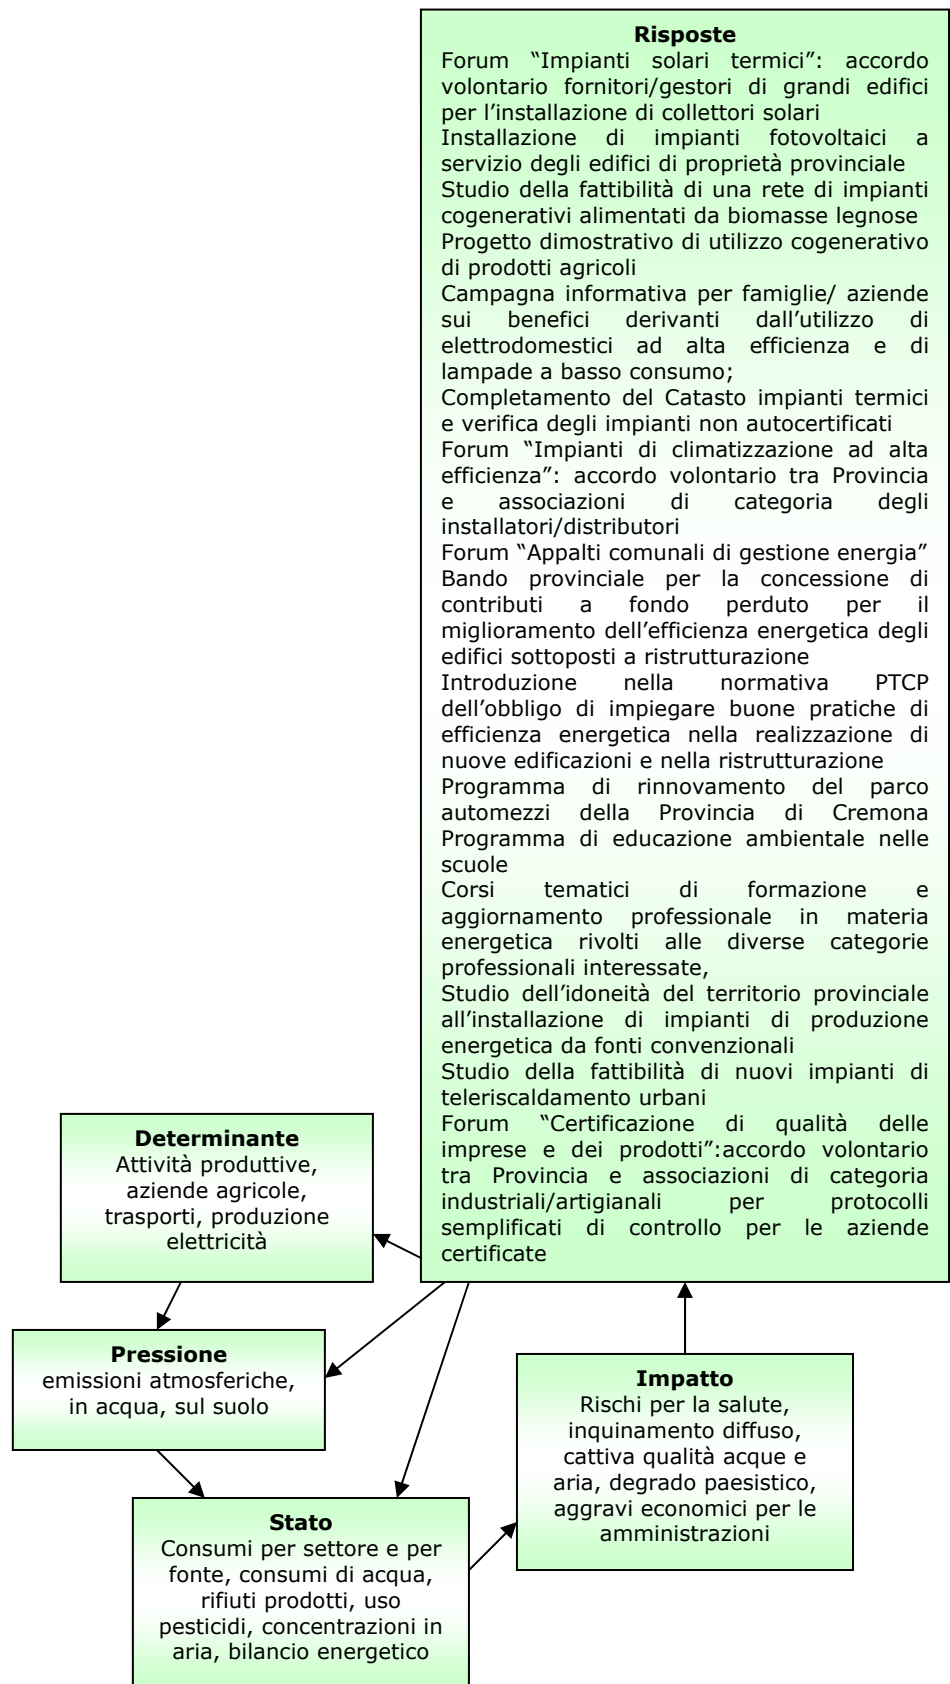 Risposte
Forum “Impianti solari termici”: accordo
volontario fornitori/gestori di grandi edifici
per l’installazione di collettori solari
Installazione di impianti fotovoltaici a
servizio degli edifici di proprietà provinciale
Studio della fattibilità di una rete di impianti
cogenerativi alimentati da biomasse legnose
Progetto dimostrativo di utilizzo cogenerativo
di prodotti agricoli
Campagna informativa per famiglie/ aziende
sui benefici derivanti dall’utilizzo di
elettrodomestici ad alta efficienza e di
lampade a basso consumo;
Completamento del Catasto impianti termici
e verifica degli impianti non autocertificati
Forum “Impianti di climatizzazione ad alta
efficienza”: accordo volontario tra Provincia
e associazioni di categoria degli
installatori/distributori
Forum “Appalti comunali di gestione energia”
Bando provinciale per la concessione di
contributi a fondo perduto per il
miglioramento dell’efficienza energetica degli
edifici sottoposti a ristrutturazione
Introduzione nella normativa PTCP
dell’obbligo di impiegare buone pratiche di
efficienza energetica nella realizzazione di
nuove edificazioni e nella ristrutturazione
Programma di rinnovamento del parco
automezzi della Provincia di Cremona
Programma di educazione ambientale nelle
scuole
Corsi tematici di formazione e
aggiornamento professionale in materia
energetica rivolti alle diverse categorie
professionali interessate,
Studio dell’idoneità del territorio provinciale
all’installazione di impianti di produzione
energetica da fonti convenzionali
Studio della fattibilità di nuovi impianti di
teleriscaldamento urbani
Forum “Certificazione di qualità delle
imprese e dei prodotti”:accordo volontario
tra Provincia e associazioni di categoria
industriali/artigianali per protocolli
semplificati di controllo per le aziende
certificate
Determinante
Attività produttive,
aziende agricole,
trasporti, produzione
elettricità
Pressione
emissioni atmosferiche,
in acqua, sul suolo
Stato
Consumi per settore e per
fonte, consumi di acqua,
rifiuti prodotti, uso
pesticidi, concentrazioni in
aria, bilancio energetico
Impatto
Rischi per la salute,
inquinamento diffuso,
cattiva qualità acque e
aria, degrado paesistico,
aggravi economici per le
amministrazioni